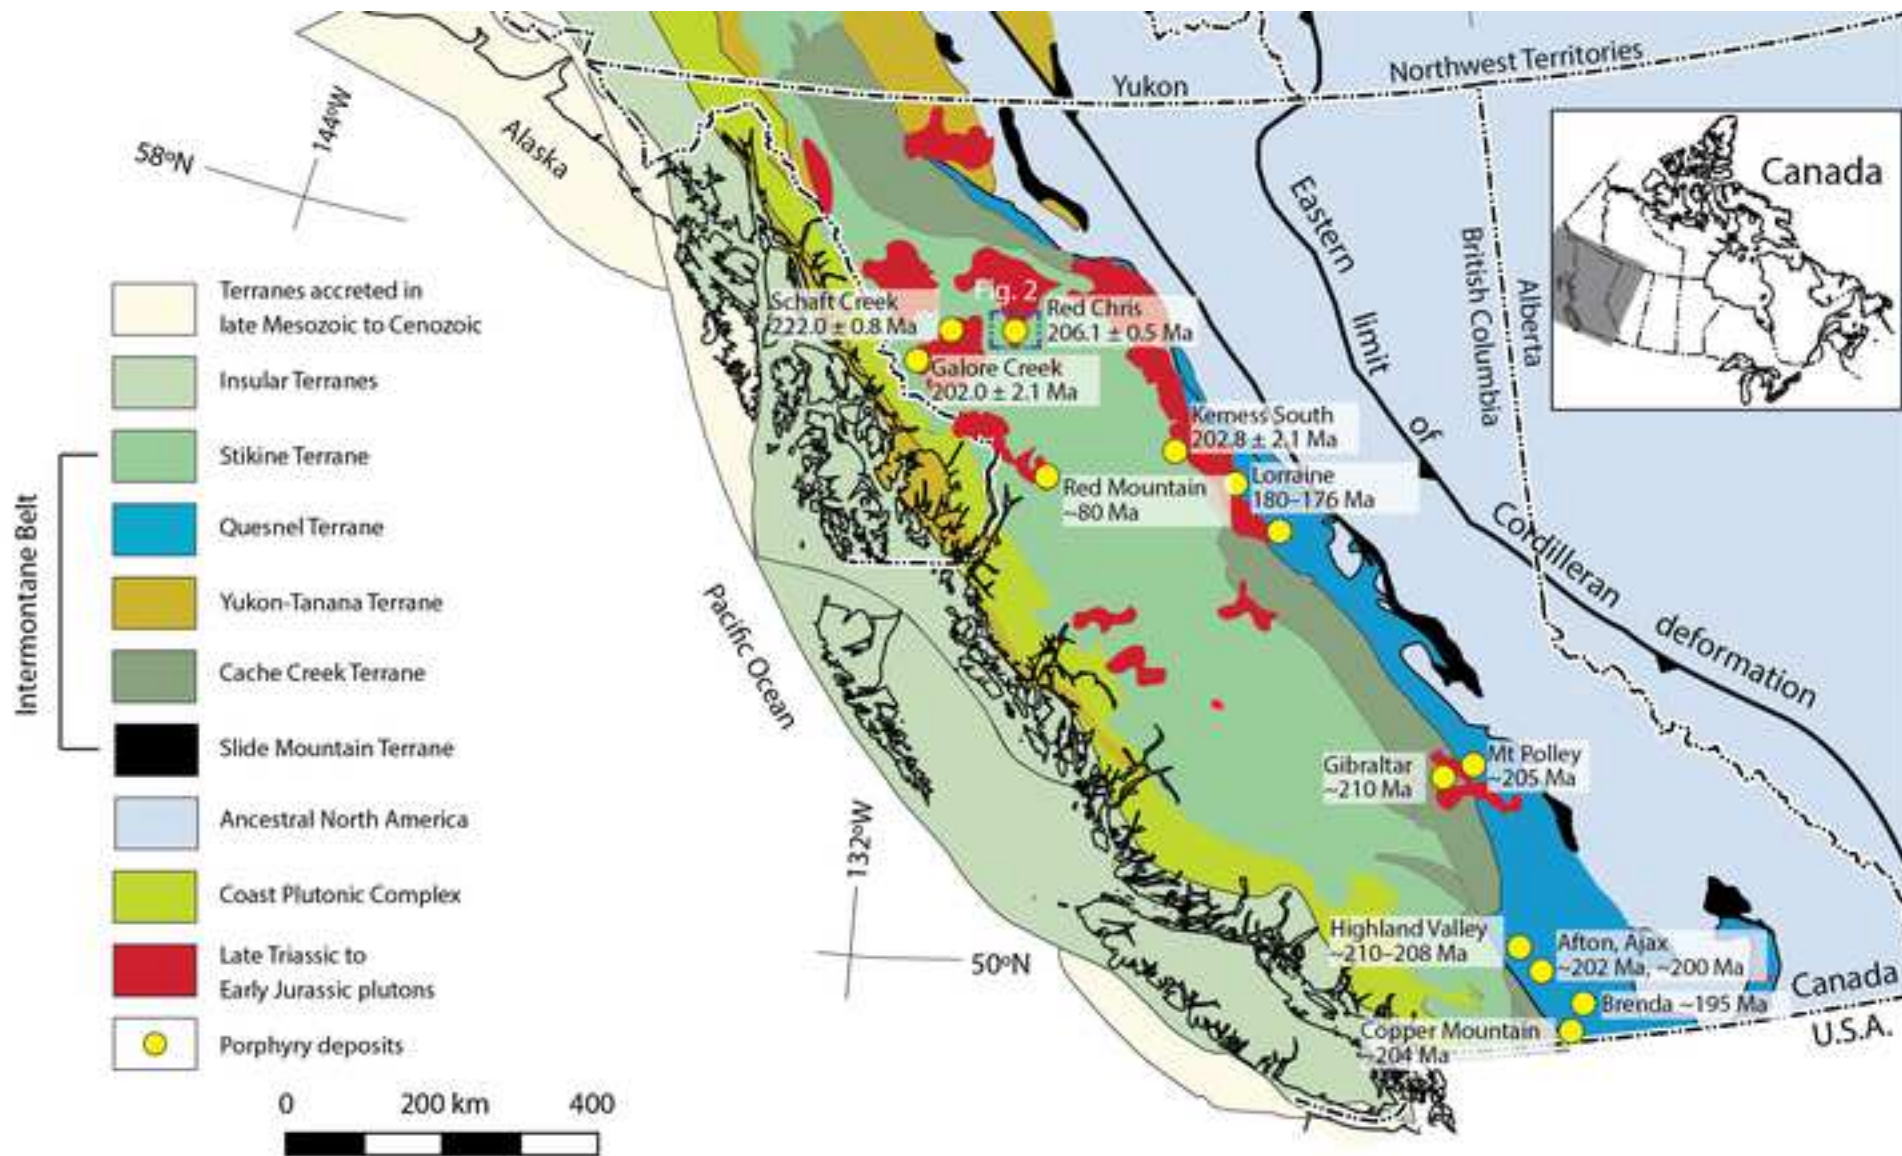 Northwest Territories
Yukon
144°W
58°N
Alaska
Canada
Eastern
limit
of
Cordilleran
deformation
British Columbia
Alberta
Terranes accreted in
late Mesozoic to Cenozoic
Insular Terranes
Stikine Terrane
Quesnel Terrane
Yukon-Tanana Terrane
Cache Creek Terrane
Slide Mountain Terrane
Ancestral North America
Coast Plutonic Complex
Late Triassic to
Early Jurassic plutons
Porphyry deposits
Intermontane Belt
0 200 km 400
Fig. 2
Schaft Creek
222.0 ± 0.8 Ma
Red Chris
206.1 ± 0.5 Ma
Galore Creek
202.0 ± 2.1 Ma
Kemess South
202.8 ± 2.1 Ma
Lorraine
180–176 Ma
Red Mountain
~80 Ma
Pacific Ocean
Gibraltar
~210 Ma
Mt Polley
~205 Ma
132°W
50°N
Highland Valley
~210–208 Ma
Afton, Ajax
~202 Ma, ~200 Ma
Brenda ~195 Ma
Copper Mountain
~204 Ma
Canada
U.S.A.